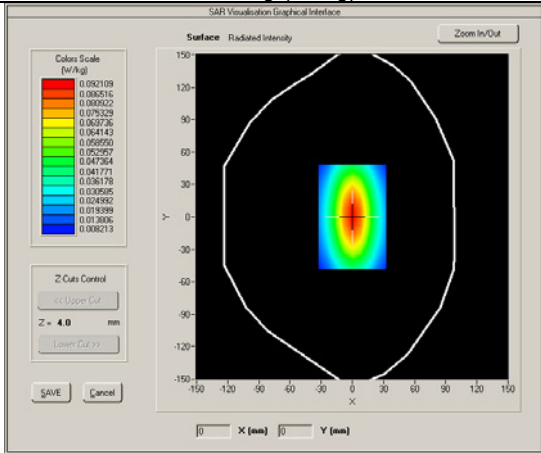 SAR Visualisation Graphical Interface
Surface Radiated Intensity
Zoom In/Out
Colors Scale
(W/kg)
0.092109
0.086516
0.080922
0.075329
0.069736
0.064143
0.058550
0.052957
0.047364
0.041771
0.036178
0.030585
0.024992
0.019399
0.013806
0.008213
Z Cuts Control
<< Upper Cut
Z = 4.0 mm
Lower Cut >>
SAVE Cancel
150-
120-
90-
60-
30-
0-
-30-
-60-
-90-
-120-
-150-
Y
-150 -120 -90 -60 -30 0 30 60 90 120 150
X
0 X (mm) 0 Y (mm)